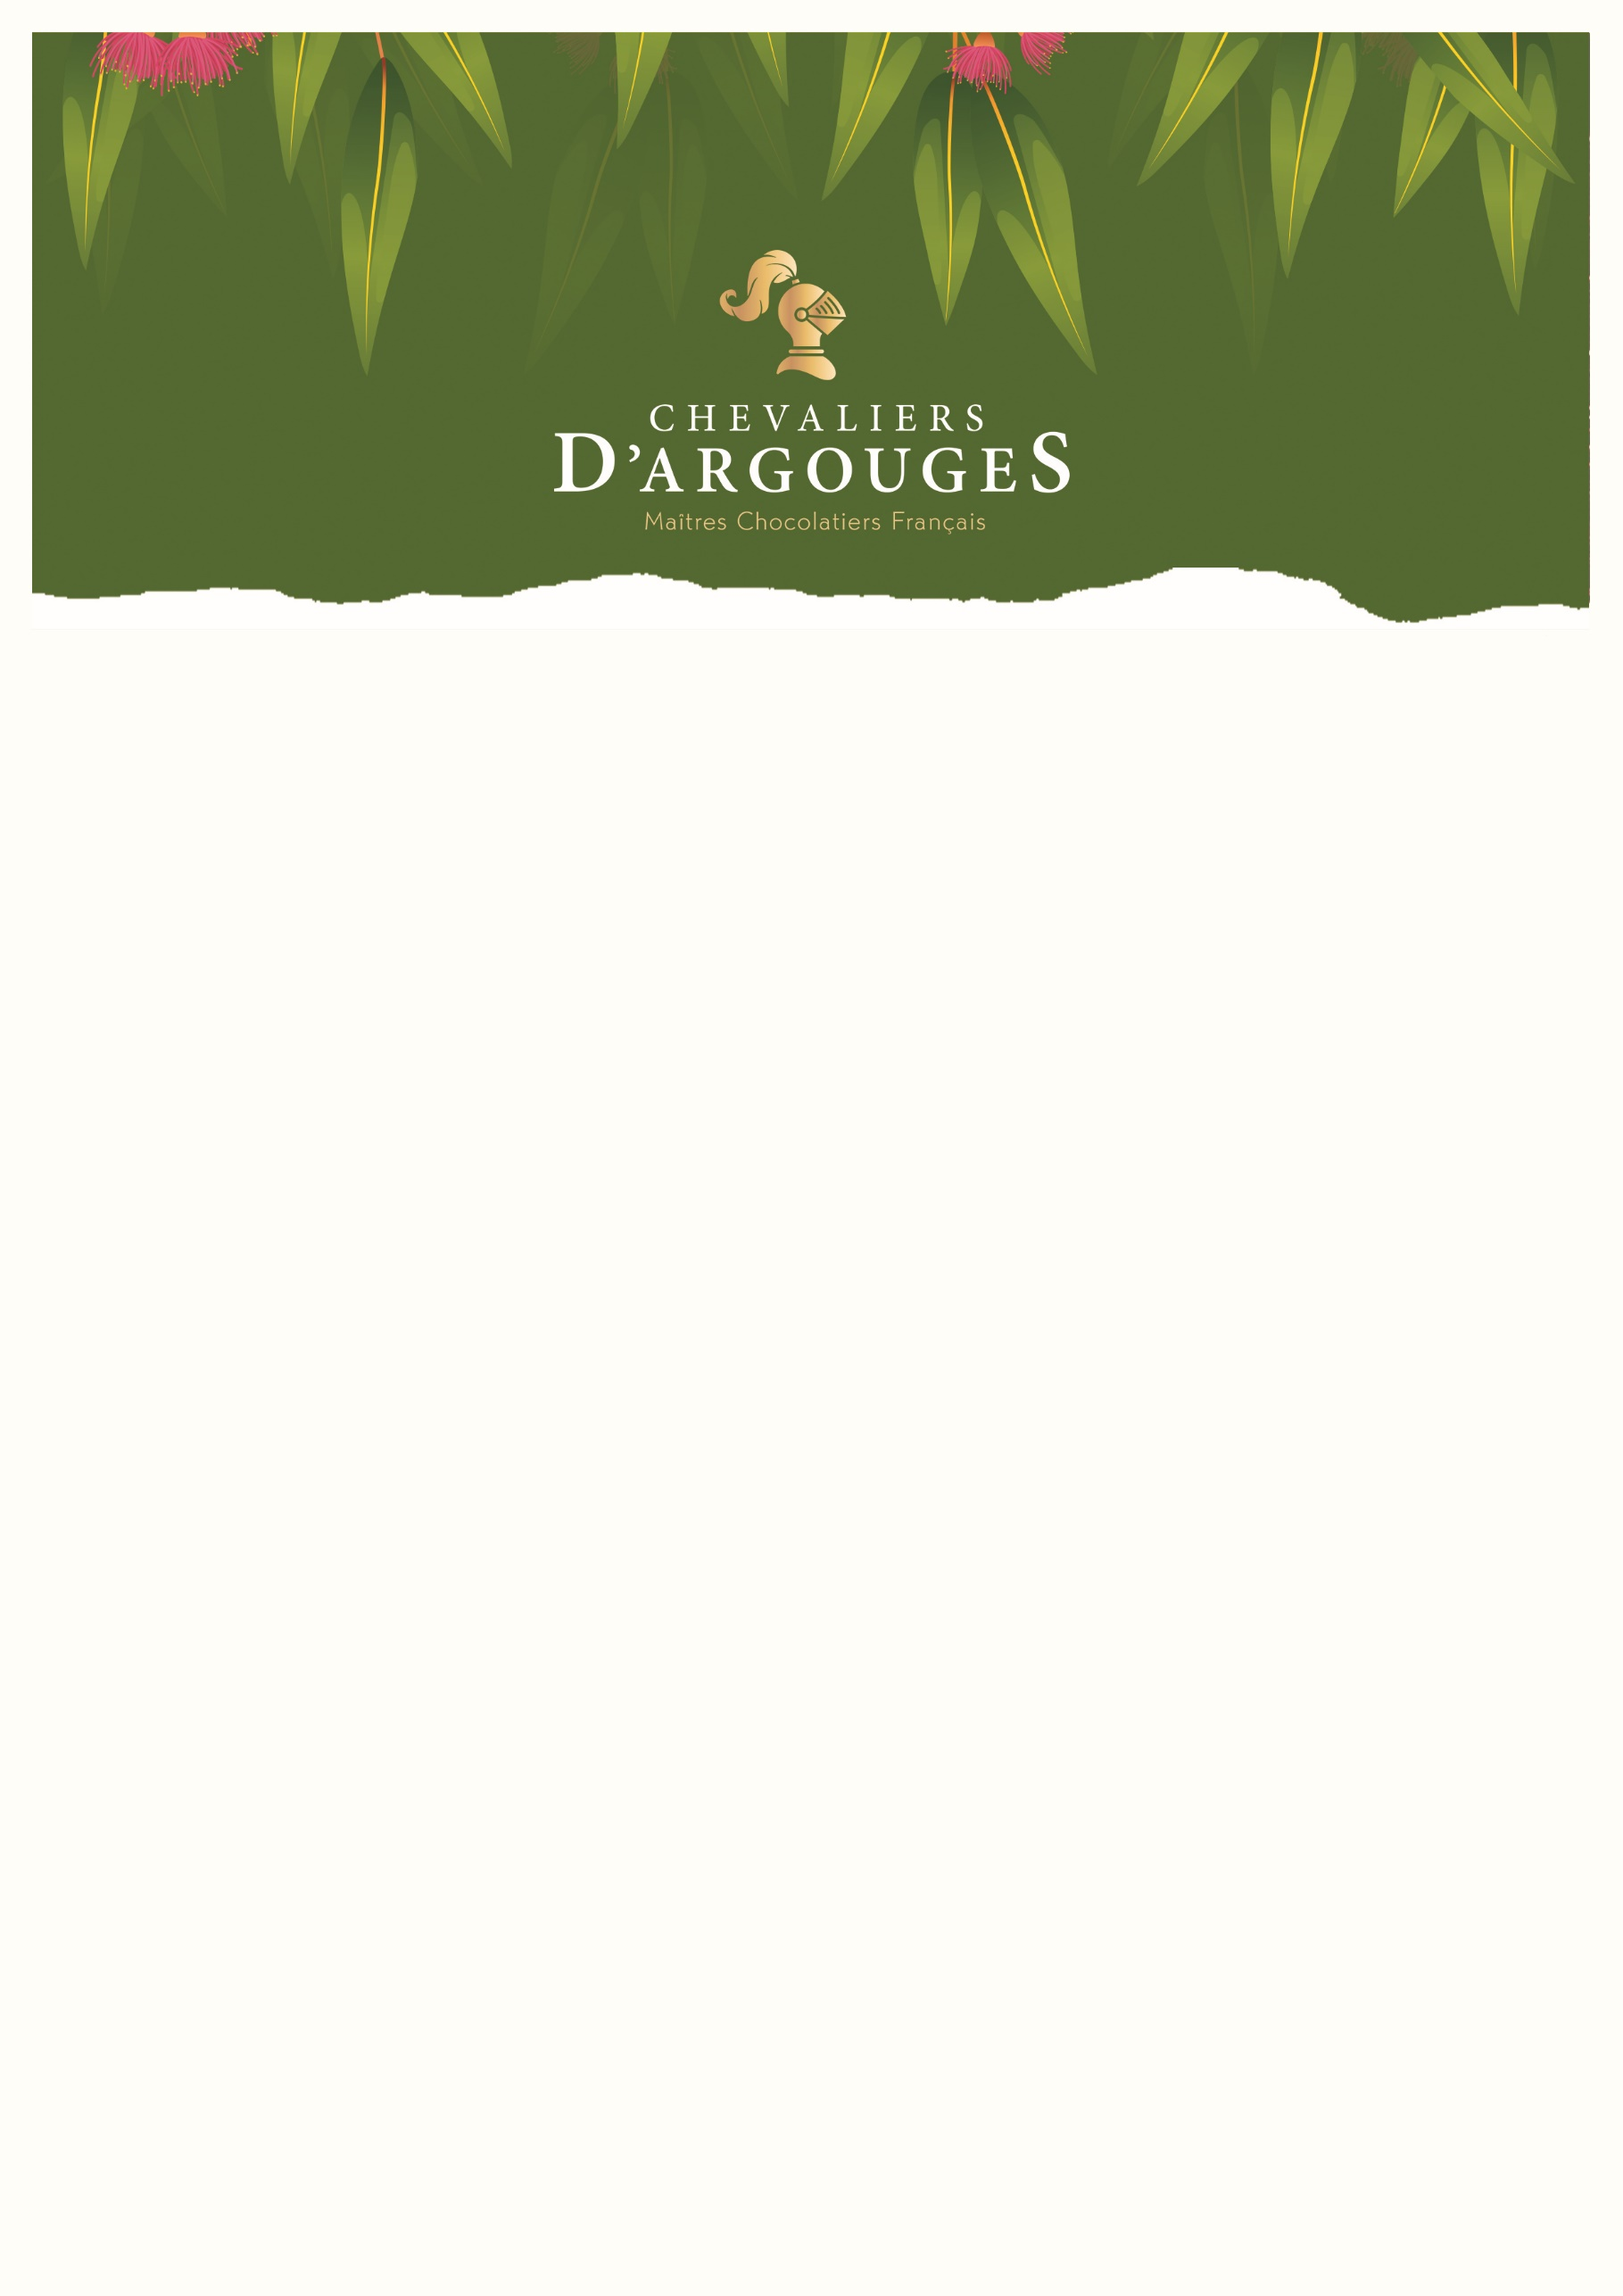 CHEVALIERS
D’ARGOUGES
Maîtres Chocolatiers Français